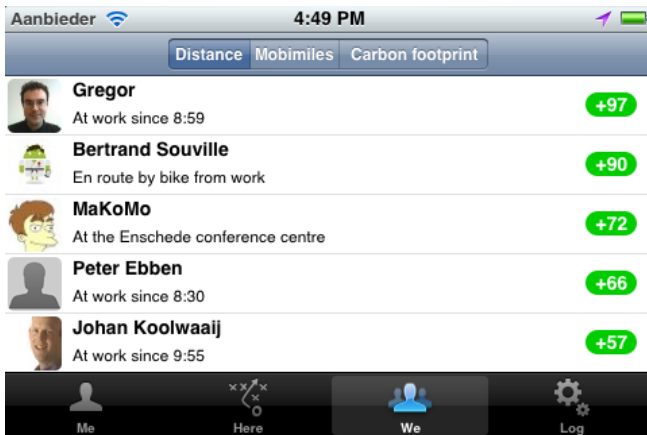 Aanbieder 4:49 PM
Distance Mobimiles Carbon footprint
Gregor
At work since 8:59
+97
Bertrand Souville
En route by bike from work
+90
MaKoMo
At the Enschede conference centre
+72
Peter Ebben
At work since 8:30
+66
Johan Koolwaaij
At work since 9:55
+57
Me Here We Log